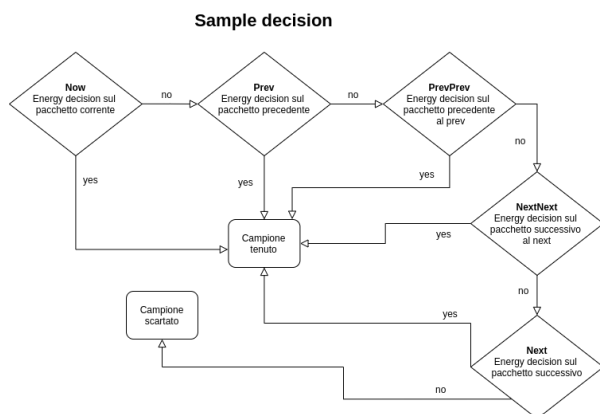 Sample decision
Now
Energy decision sul
pacchetto corrente
no
Prev
Energy decision sul
pacchetto precedente
no
PrevPrev
Energy decision sul
pacchetto precedente
al prev
no
yes
yes
yes
NextNext
Energy decision sul
pacchetto successivo
al next
yes
Campione
tenuto
no
Campione
scartato
yes
Next
Energy decision sul
pacchetto successivo
no